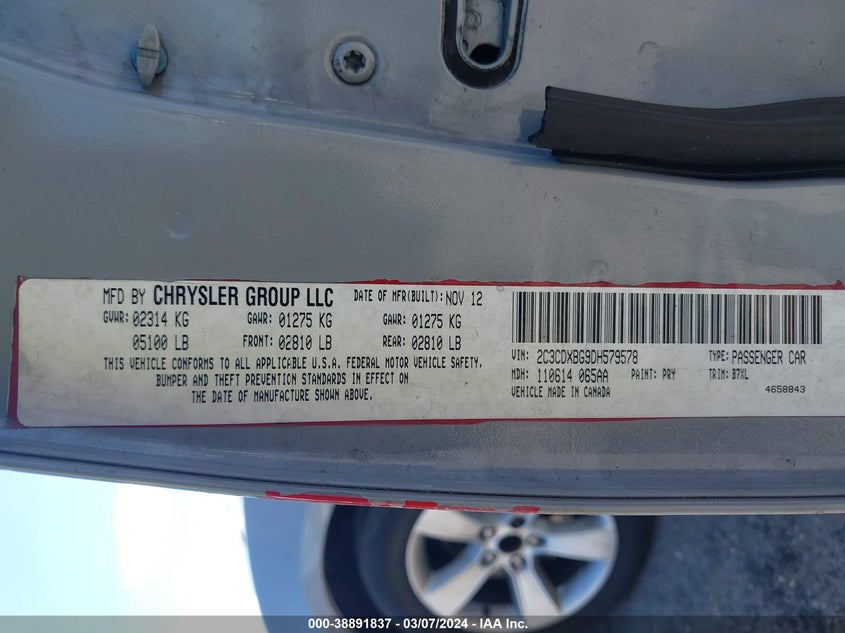 MFD BY CHRYSLER GROUP LLC DATE OF MFR(BUILT): NOV 12
GVWR: 02314 KG GAWR: 01275 KG GAWR: 01275 KG
05100 LB FRONT: 02810 LB REAR: 02810 LB
THIS VEHICLE CONFORMS TO ALL APPLICABLE U.S.A. FEDERAL MOTOR VEHICLE SAFETY,
BUMPER AND THEFT PREVENTION STANDARDS IN EFFECT ON
THE DATE OF MANUFACTURE SHOWN ABOVE.
VIN: 2C3CDXBG9DH579578 TYPE: PASSENGER CAR
MDH: 110614 065AA PAINT: PRY TRIM: B7XL
VEHICLE MADE IN CANADA 4658843
000-38891837 - 03/07/2024 - IAA Inc.